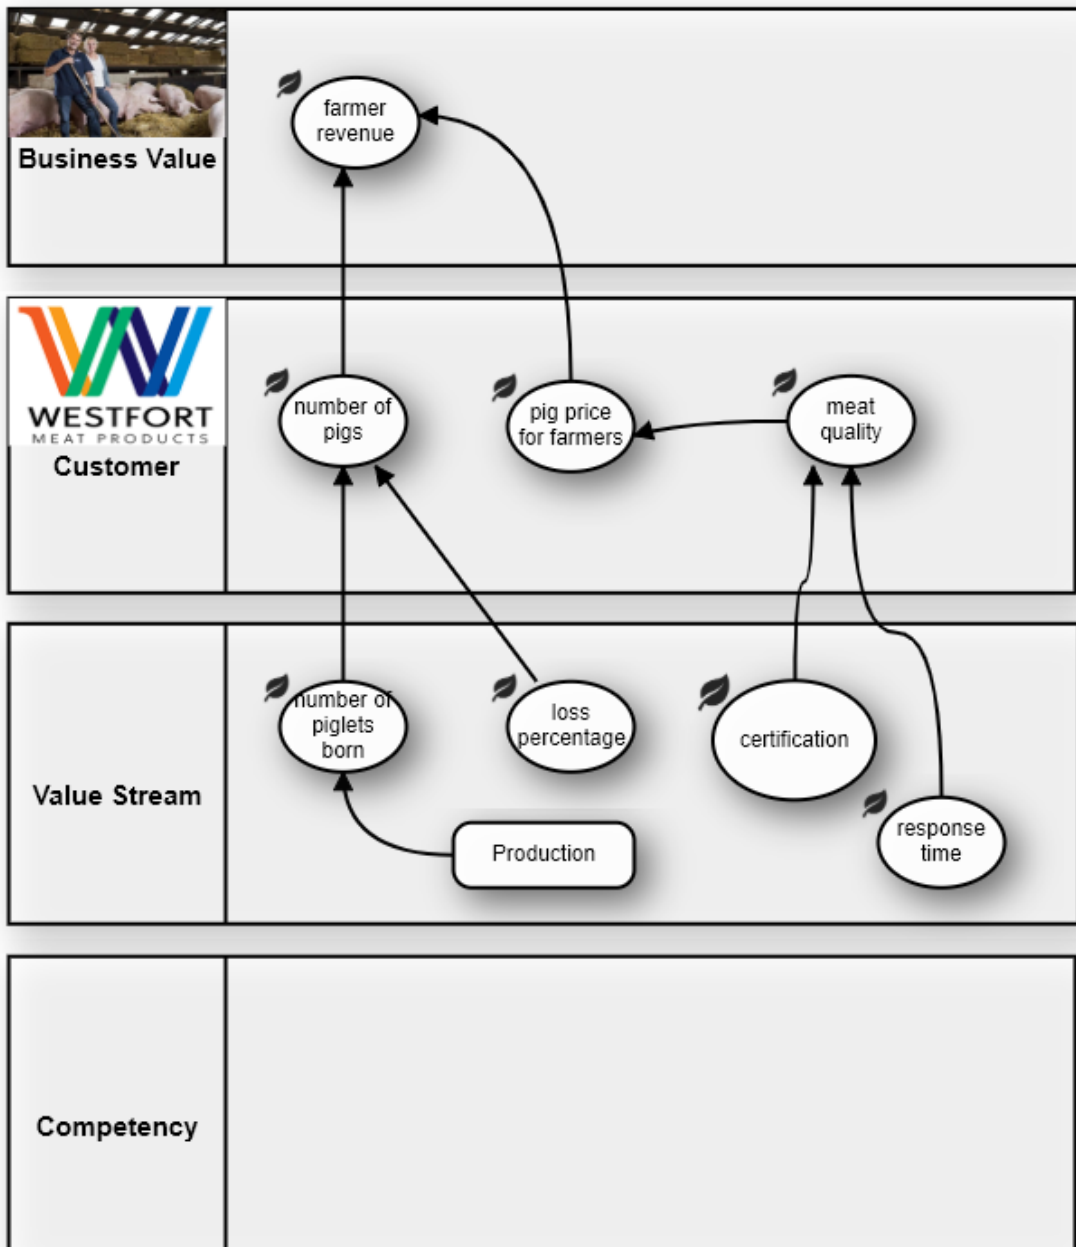 farmer
revenue
Business Value
WESTFORT
MEAT PRODUCTS
Customer
number of
pigs
pig price
for farmers
meat
quality
number of
piglets
born
loss
percentage
certification
response
time
Value Stream
Production
Competency